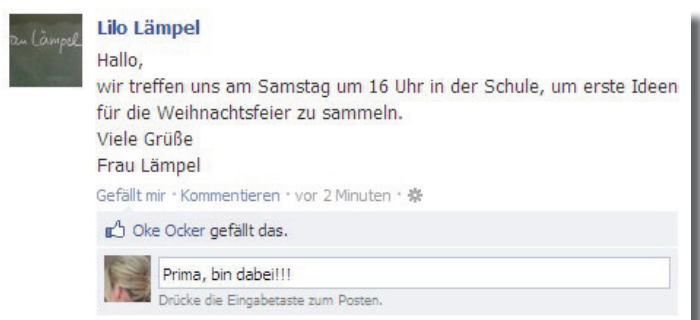 au Lämpel
Lilo Lämpel
Hallo,
wir treffen uns am Samstag um 16 Uhr in der Schule, um erste Ideen
für die Weihnachtsfeier zu sammeln.
Viele Grüße
Frau Lämpel
Gefällt mir · Kommentieren · vor 2 Minuten ·
Oke Ocker gefällt das.
Prima, bin dabei!!!
Drücke die Eingabetaste zum Posten.